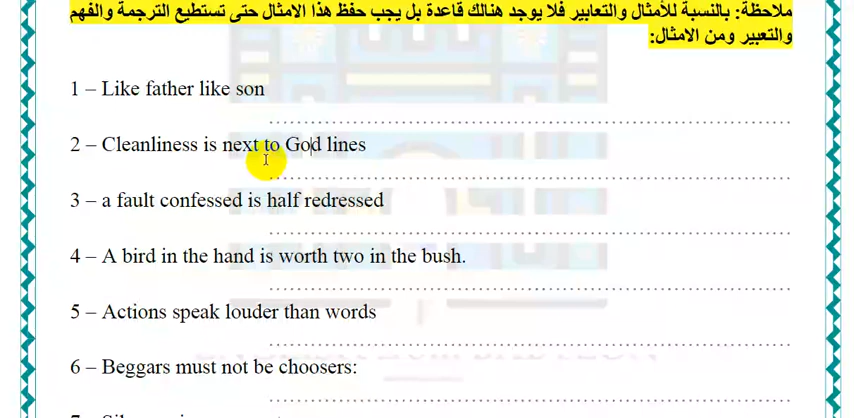 ملاحظة: بالنسبة للأمثال والتعابير فلا يوجد هنالك قاعدة بل يجب حفظ هذا الامثال حتى تستطيع الترجمة والفهم
والتعبير ومن الامثال:
1 – Like father like son
2 – Cleanliness is next to God lines
3 – a fault confessed is half redressed
4 – A bird in the hand is worth two in the bush.
5 – Actions speak louder than words
6 – Beggars must not be choosers: